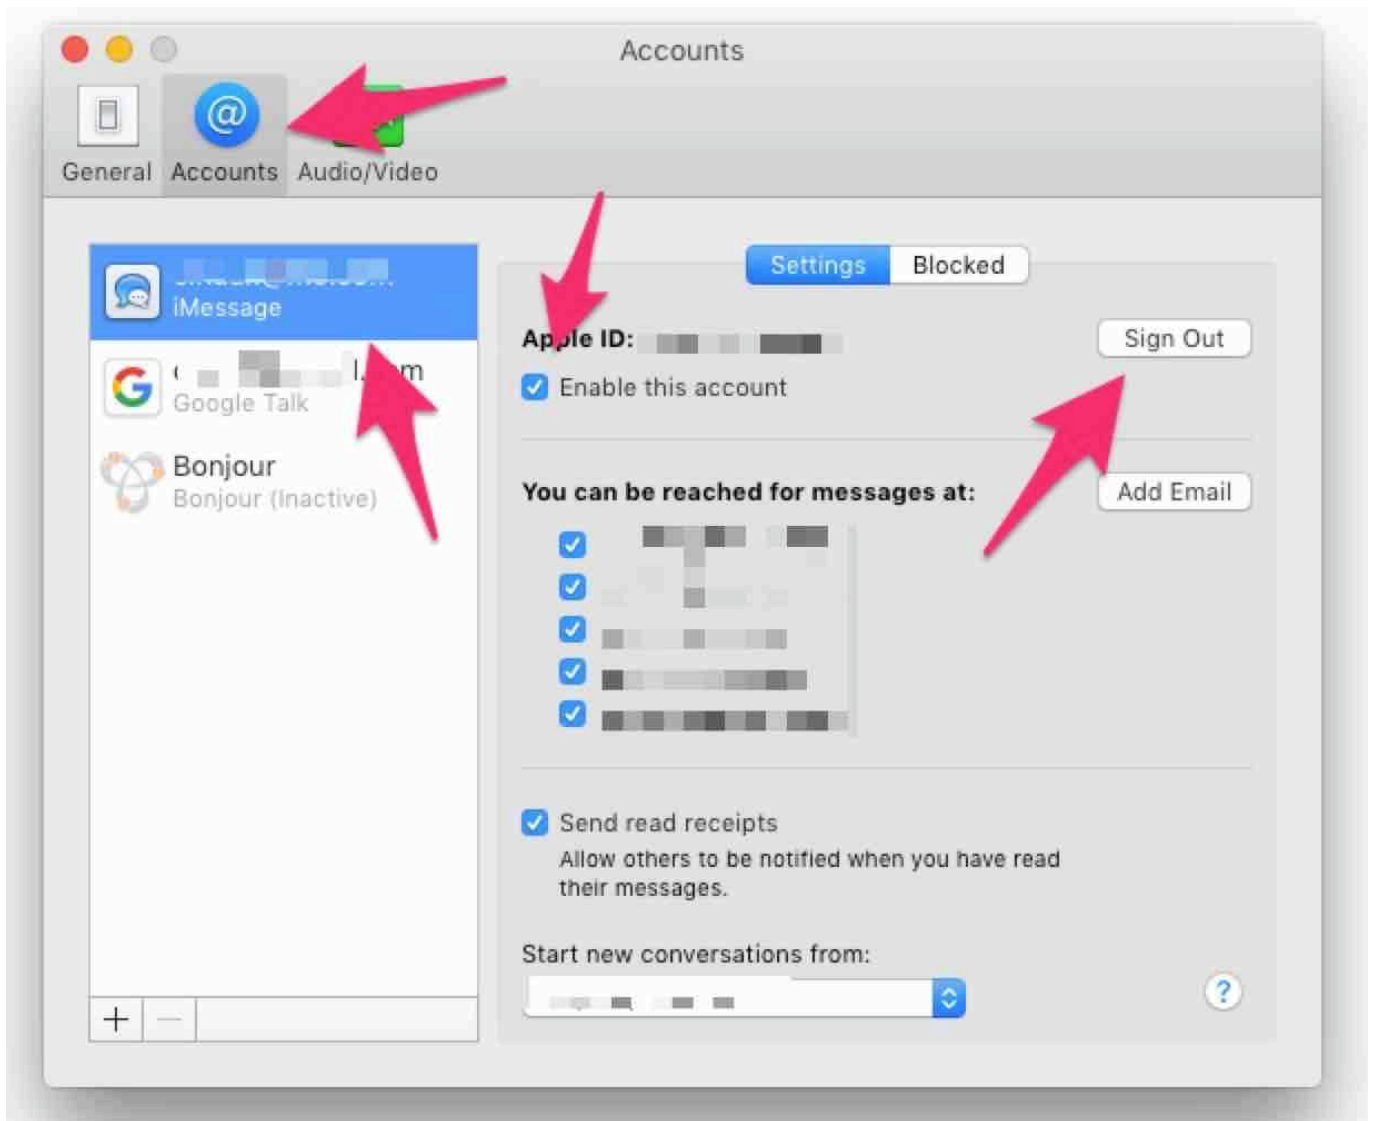 Accounts
General Accounts Audio/Video
iMessage
Google Talk
Bonjour
Bonjour (Inactive)
Settings Blocked
Apple ID:
Sign Out
Enable this account
You can be reached for messages at:
Add Email
Send read receipts
Allow others to be notified when you have read
their messages.
Start new conversations from:
?